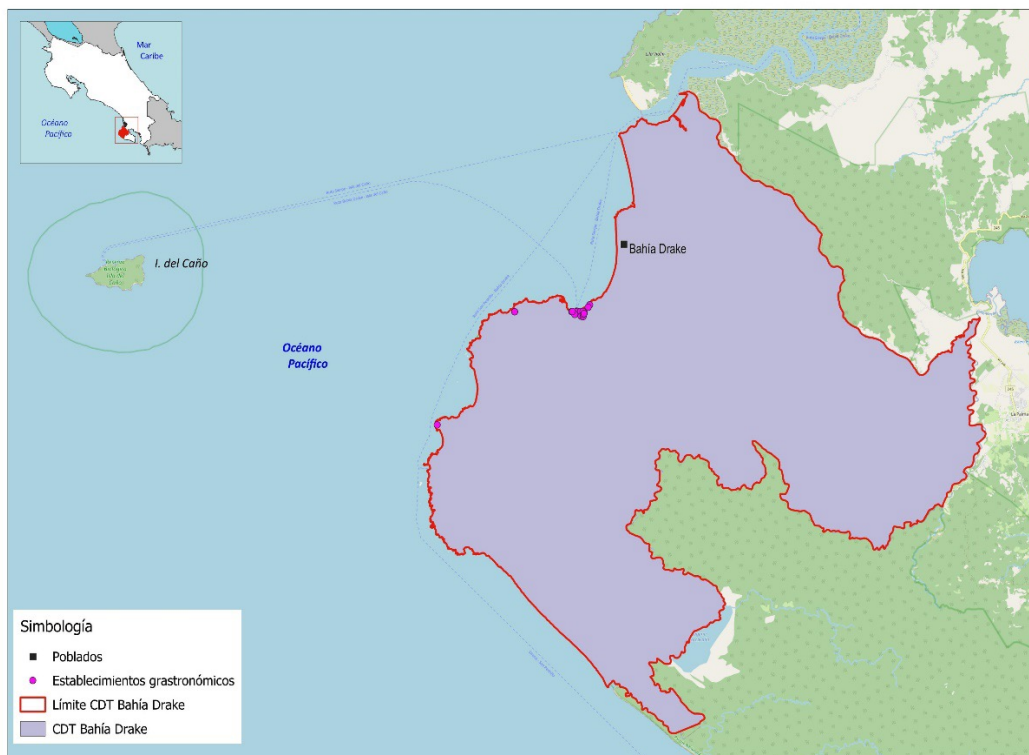 Mar
Caribe
Océano
Pacífico
I. del Caño
Bahía Drake
Océano
Pacífico
Simbología
Poblados
Establecimientos grastronómicos
Límite CDT Bahía Drake
CDT Bahía Drake